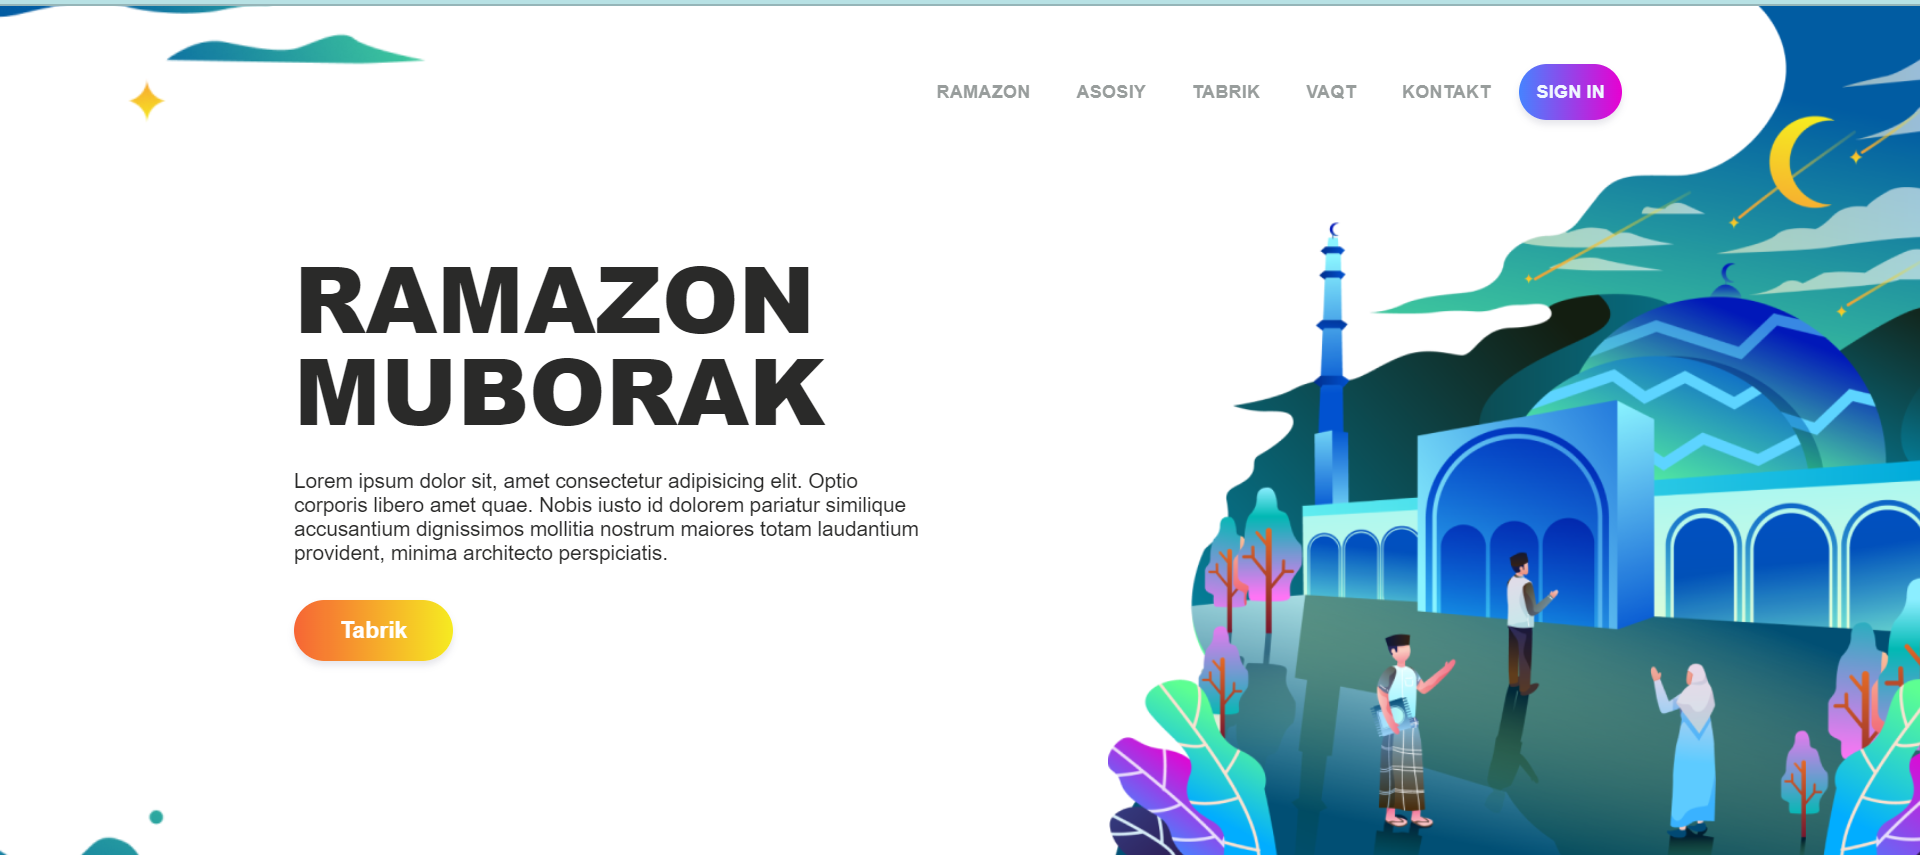 RAMAZON ASOSIY TABRIK VAQT KONTAKT SIGN IN
RAMAZON
MUBORAK
Lorem ipsum dolor sit, amet consectetur adipisicing elit. Optio
corporis libero amet quae. Nobis iusto id dolorem pariatur similique
accusantium dignissimos mollitia nostrum maiores totam laudantium
provident, minima architecto perspiciatis.
Tabrik